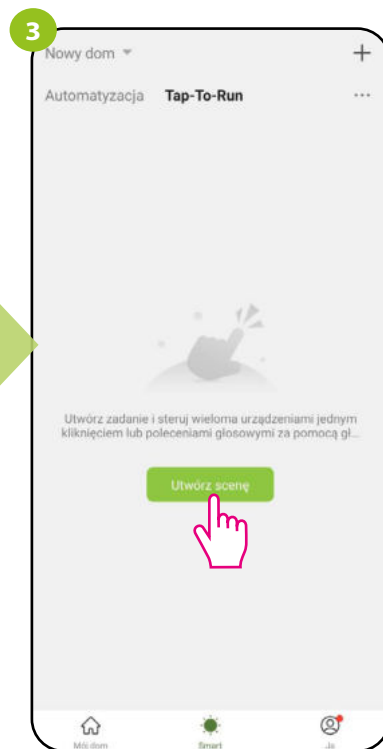 3
Nowy dom
Automatyzacja Tap-To-Run
Utwórz zadanie i steruj wieloma urządzeniami jednym
kliknięciem lub poleceniami głosowymi za pomocą gł...
Utwórz scenę
Mój dom Smart Ja